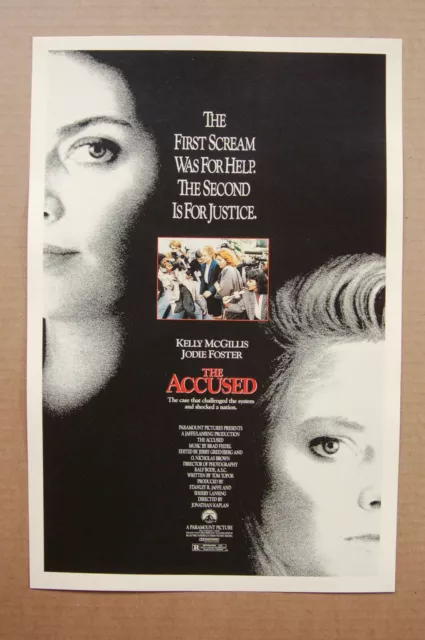 THE
FIRST SCREAM
WAS FOR HELP.
THE SECOND
IS FOR JUSTICE.
KELLY MCGILLIS
JODIE FOSTER
THE
ACCUSED
The case that challenged the system
and shocked a nation.
PARAMOUNT PICTURES PRESENTS
A JAFFE/LANSING PRODUCTION
THE ACCUSED
MUSIC BY BRAD FIEDEL
EDITED BY JERRY GREENBERG AND
O. NICHOLAS BROWN
DIRECTOR OF PHOTOGRAPHY
RALF BODE, A.S.C.
WRITTEN BY TOM TOPOR
PRODUCED BY
STANLEY R. JAFFE AND
SHERRY LANSING
DIRECTED BY
JONATHAN KAPLAN
A PARAMOUNT PICTURE
R